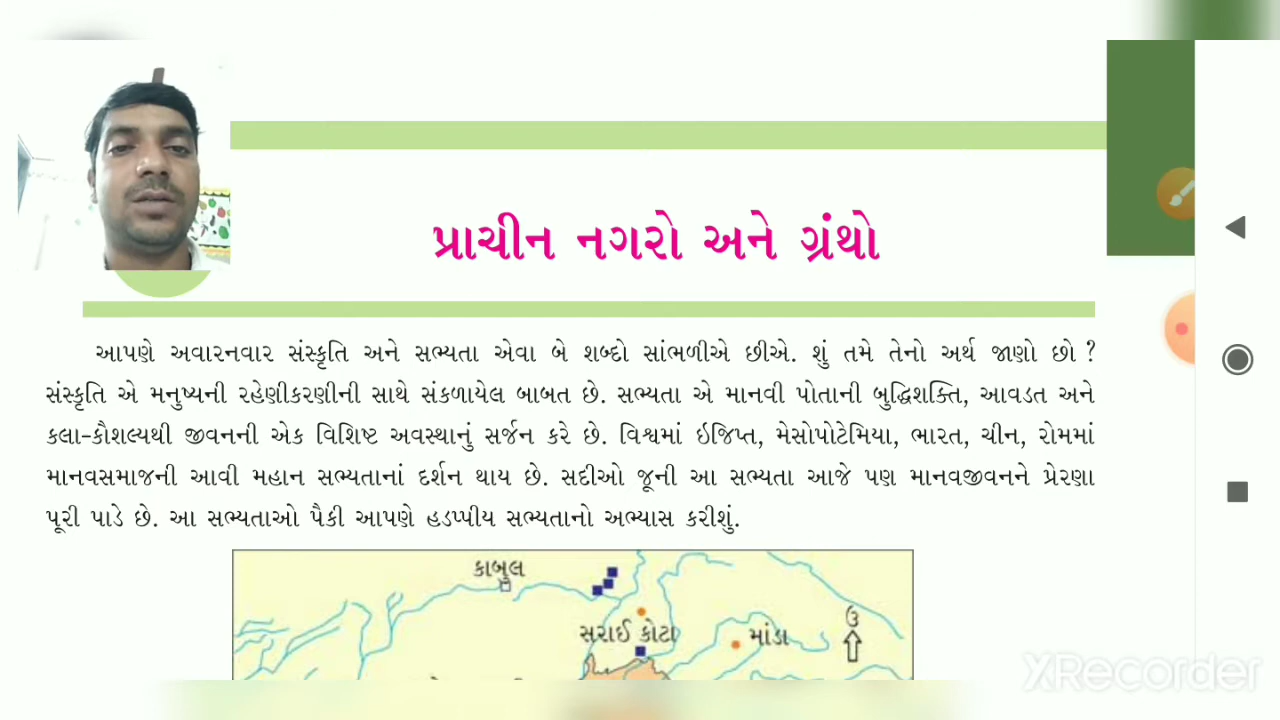 પ્રાચીન નગરો અને ગ્રંથો
આપણે અવારનવાર સંસ્કૃતિ અને સભ્યતા એવા બે શબ્દો સાંભળીએ છીએ. શું તમે તેનો અર્થ જાણો છો ?
સંસ્કૃતિ એ મનુષ્યની રહેણીકરણીની સાથે સંકળાયેલ બાબત છે. સભ્યતા એ માનવી પોતાની બુદ્ધિશક્તિ, આવડત અને
કલા-કૌશલ્યથી જીવનની એક વિશિષ્ટ અવસ્થાનું સર્જન કરે છે. વિશ્વમાં ઇજિપ્ત, મેસોપોટેમિયા, ભારત, ચીન, રોમમાં
માનવસમાજની આવી મહાન સભ્યતાનાં દર્શન થાય છે. સદીઓ જૂની આ સભ્યતા આજે પણ માનવજીવનને પ્રેરણા
પૂરી પાડે છે. આ સભ્યતાઓ પૈકી આપણે હડપ્પીય સભ્યતાનો અભ્યાસ કરીશું.
કાબુલ
સરાઈ કોટા
માંડા
ઉ
XRecorder